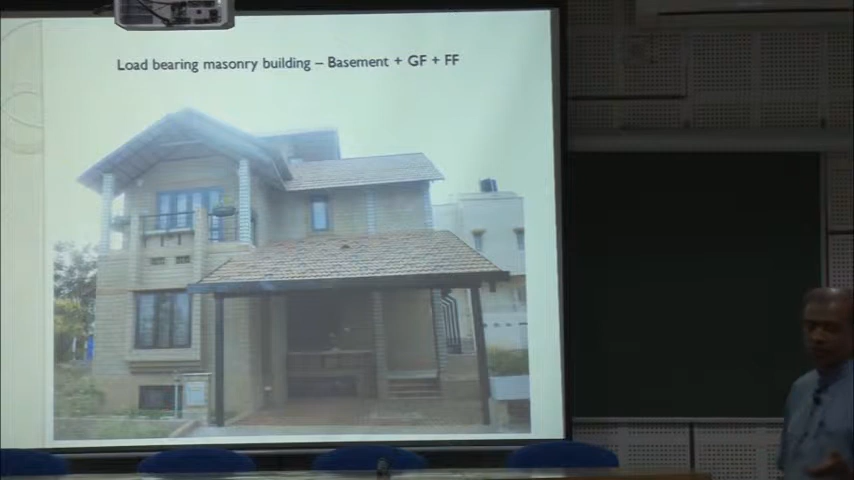 Load bearing masonry building – Basement + GF + FF